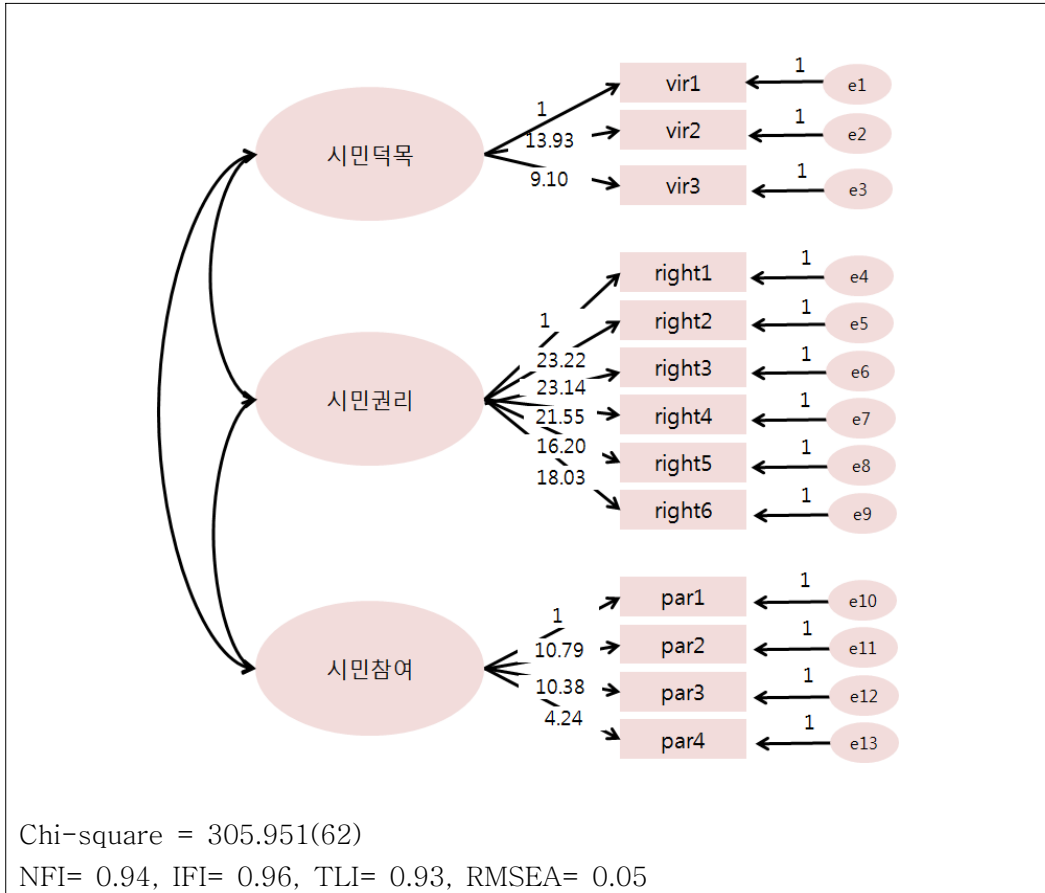 1
vir1
1
e1
시민덕목
13.93
vir2
1
e2
9.10
vir3
1
e3
1
right1
1
e4
23.22
right2
1
e5
시민권리
23.14
right3
1
e6
21.55
right4
1
e7
16.20
right5
1
e8
18.03
right6
1
e9
1
par1
1
e10
시민참여
10.79
par2
1
e11
10.38
par3
1
e12
4.24
par4
1
e13
Chi-square = 305.951(62)
NFI= 0.94, IFI= 0.96, TLI= 0.93, RMSEA= 0.05